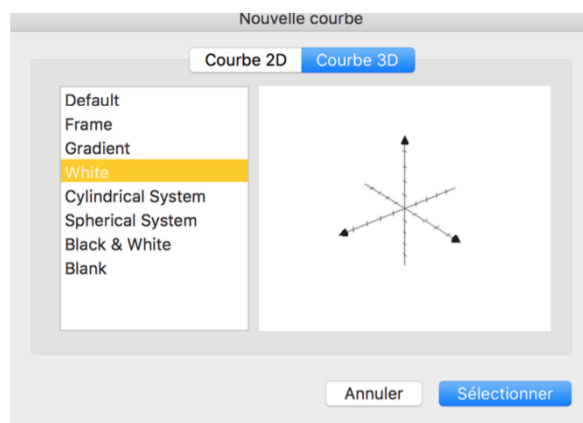 Nouvelle courbe
Courbe 2D Courbe 3D
Default
Frame
Gradient
White
Cylindrical System
Spherical System
Black & White
Blank
Annuler Sélectionner